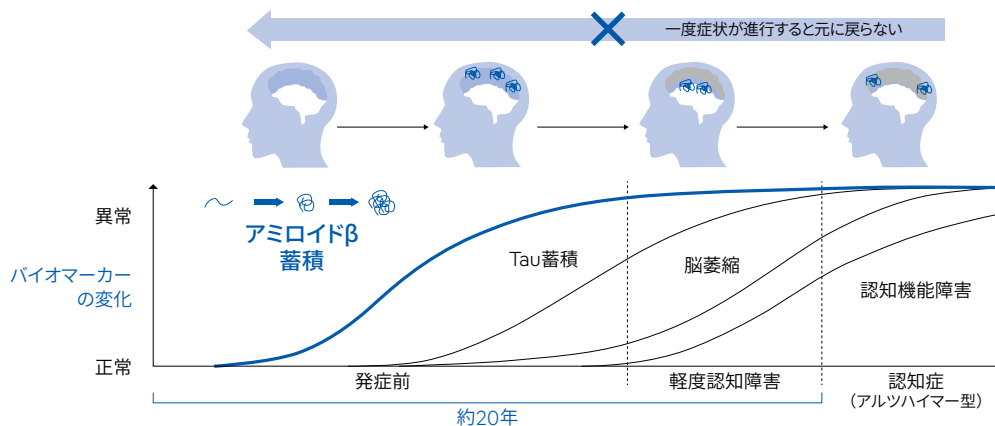 一度症状が進行すると元に戻らない
異常
アミロイドβ
蓄積
Tau蓄積
脳萎縮
バイオマーカー
の変化
認知機能障害
正常
発症前
軽度認知障害
認知症
(アルツハイマー型)
約20年